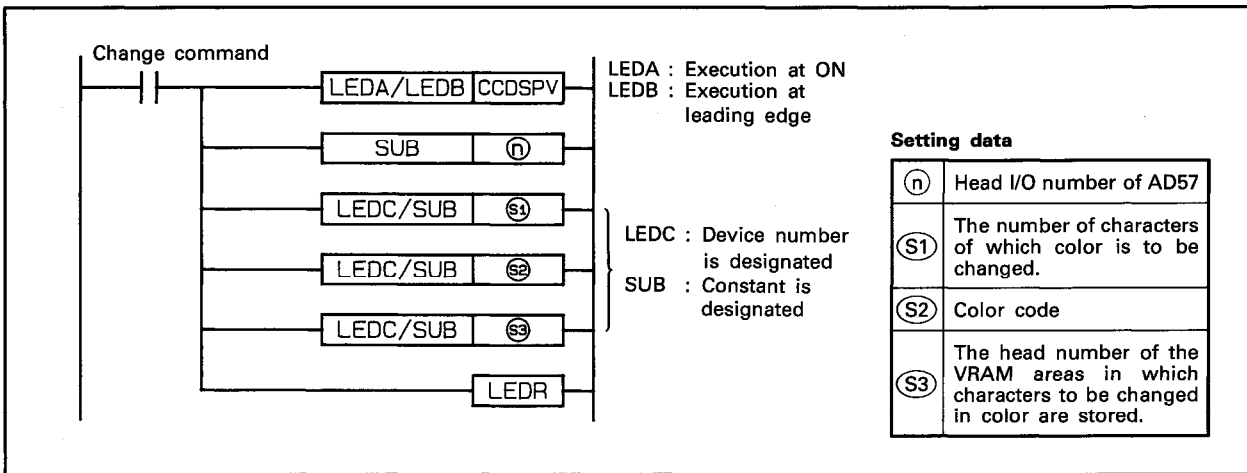 Change command
LEDA/LEDB CCDSPV
LEDA : Execution at ON
LEDB : Execution at
leading edge
SUB n
LEDC/SUB S1
LEDC/SUB S2
LEDC/SUB S3
LEDR
LEDC : Device number
is designated
SUB : Constant is
designated
Setting data
n Head I/O number of AD57
S1 The number of characters
of which color is to be
changed.
S2 Color code
S3 The head number of the
VRAM areas in which
characters to be changed
in color are stored.